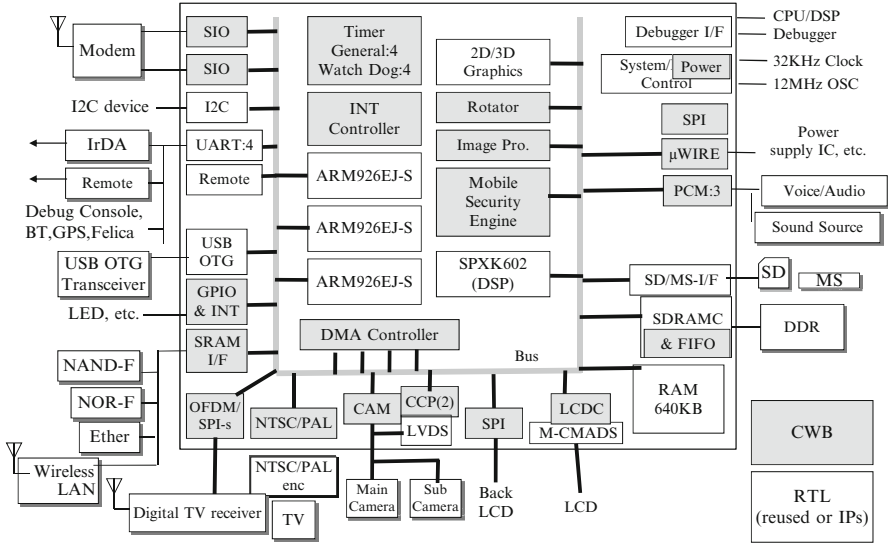 SIO
Timer
General:4
Watch Dog:4
2D/3D
Graphics
Debugger I/F
CPU/DSP
Debugger
Modem
SIO
System/
Power
Control
32KHz Clock
12MHz OSC
I2C device
I2C
INT
Controller
Rotator
SPI
IrDA
UART:4
Image Pro.
µWIRE
Power
supply IC, etc.
Remote
Remote
ARM926EJ-S
Mobile
Security
Engine
PCM:3
Voice/Audio
Debug Console,
BT,GPS,Felica
ARM926EJ-S
Sound Source
USB OTG
Transceiver
USB
OTG
ARM926EJ-S
SPXK602
(DSP)
SD/MS-I/F
SD
MS
LED, etc.
GPIO
& INT
SDRAMC
& FIFO
DDR
SRAM
I/F
DMA Controller
Bus
NAND-F
NOR-F
Ether
OFDM/
SPI-s
NTSC/PAL
CAM
CCP(2)
LVDS
SPI
LCDC
M-CMADS
RAM
640KB
CWB
Wireless
LAN
NTSC/PAL
enc
Main
Camera
Sub
Camera
Back
LCD
LCD
Digital TV receiver
TV
RTL
(reused or IPs)